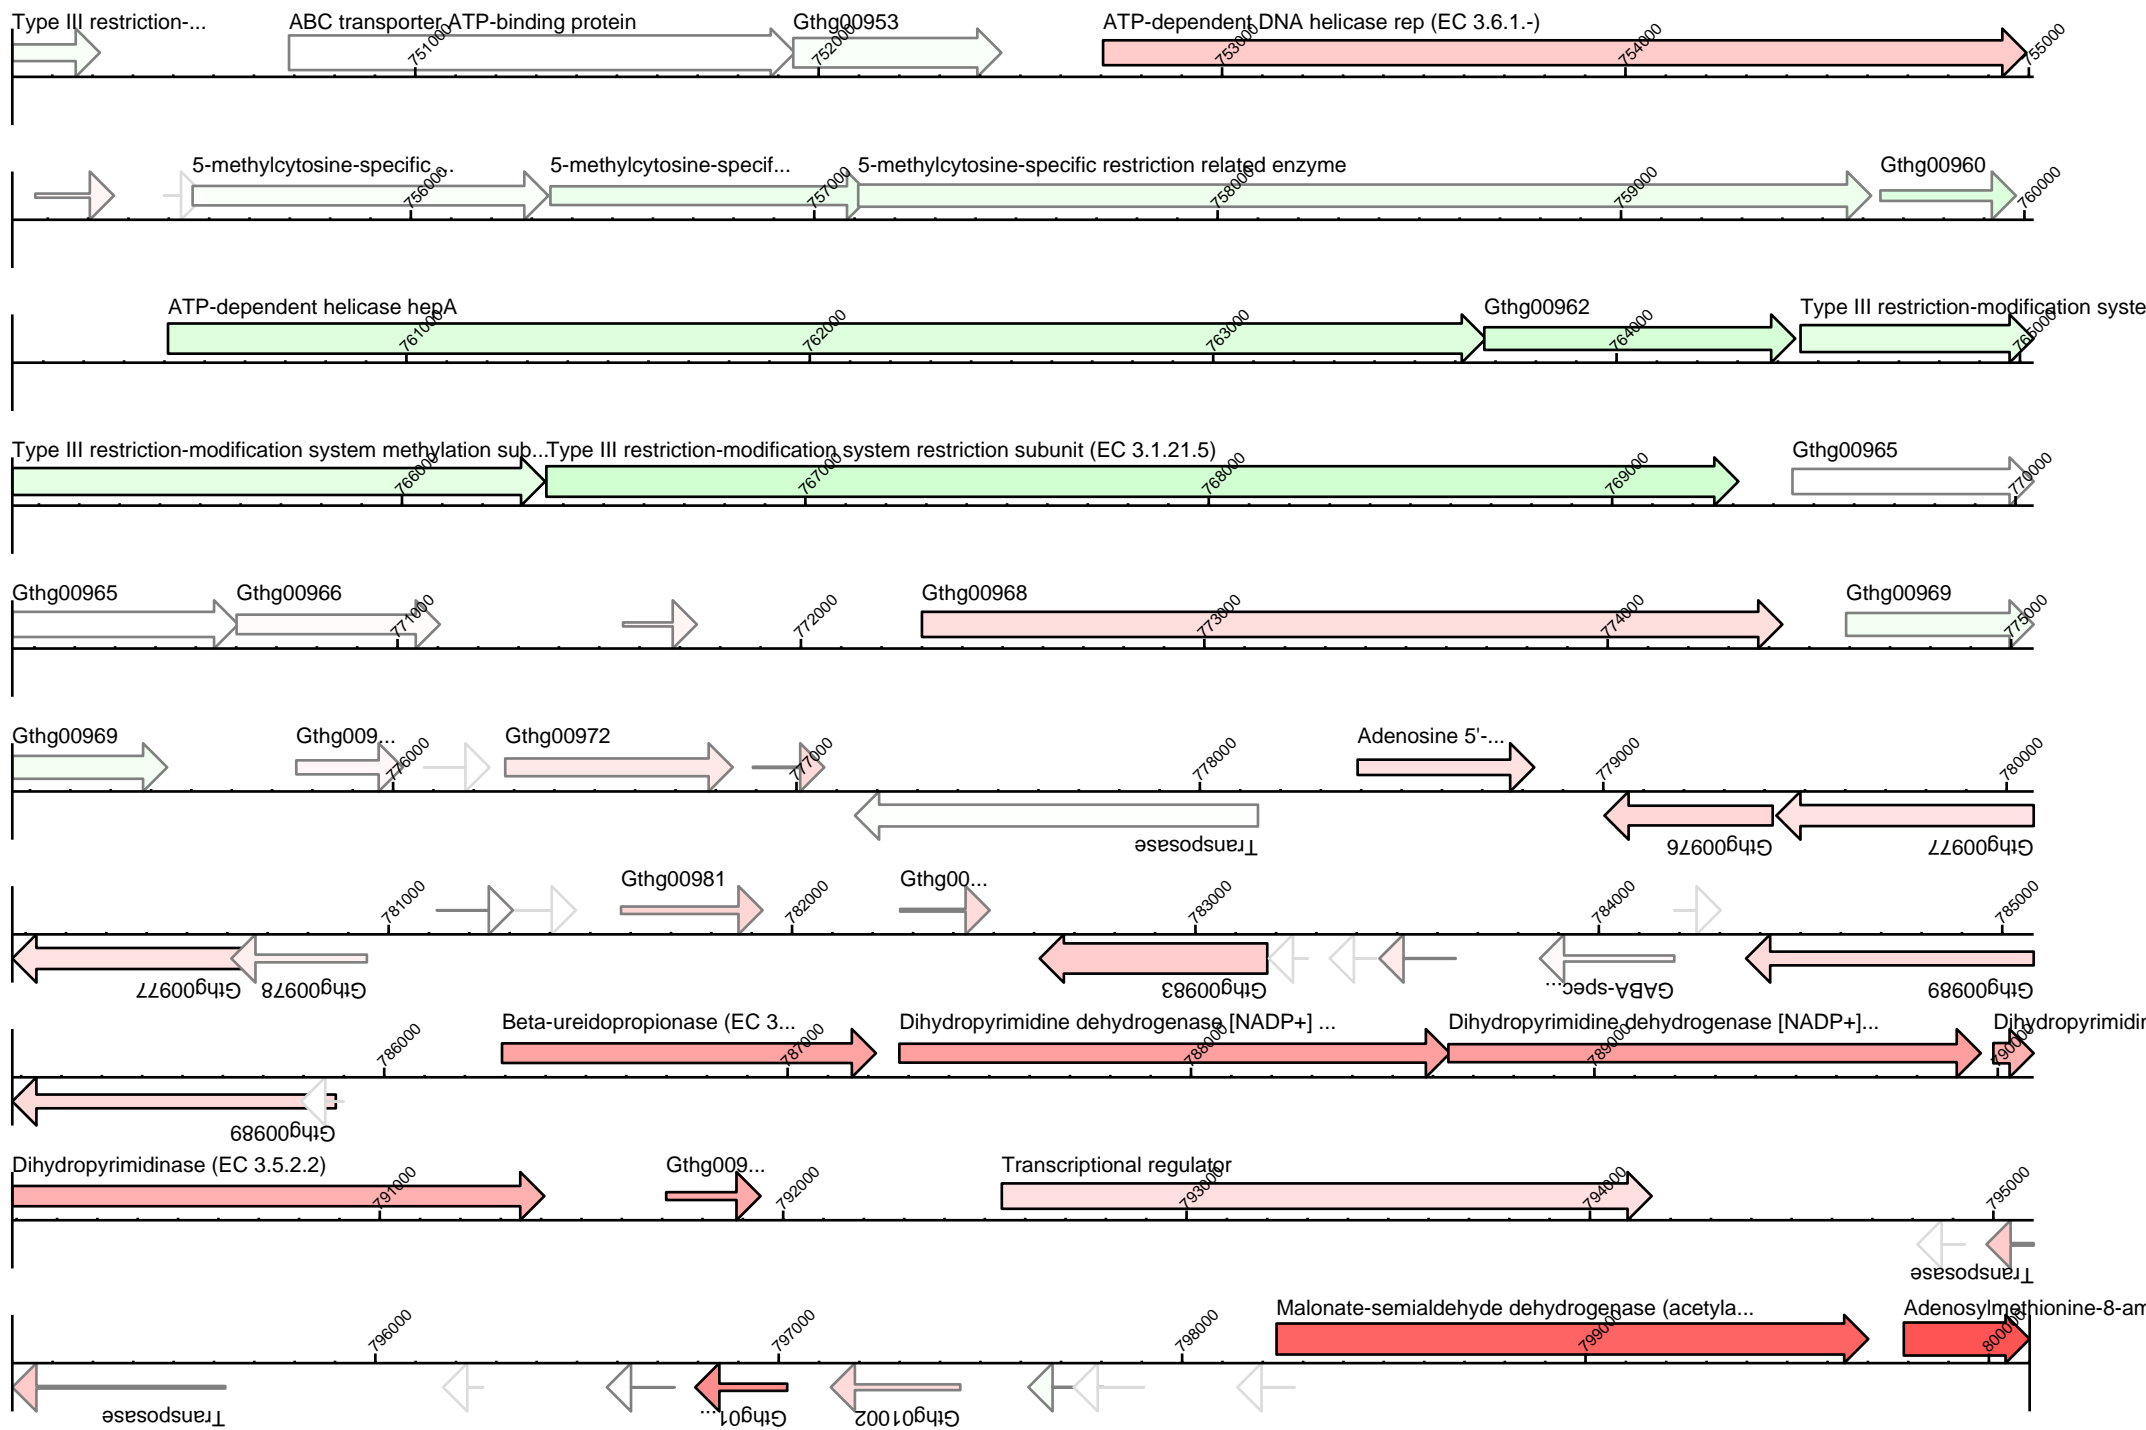 Type III restriction-... ABC transporter ATP-binding protein Gthg00953 ATP-dependent DNA helicase rep (EC 3.6.1.-)
751000 752000 753000 754000 755000
5-methylcytosine-specific... 5-methylcytosine-specif... 5-methylcytosine-specific restriction related enzyme Gthg00960
756000 757000 758000 759000 760000
ATP-dependent helicase hepA Gthg00962 Type III restriction-modification syste
761000 762000 763000 764000 765000
Type III restriction-modification system methylation sub... Type III restriction-modification system restriction subunit (EC 3.1.21.5) Gthg00965
766000 767000 768000 769000 770000
Gthg00965 Gthg00966 Gthg00968 Gthg00969
771000 772000 773000 774000 775000
Gthg00969 Gthg009... Gthg00972 Adenosine 5'-...
776000 777000 778000 779000 780000
Transposase Gthg00976 Gthg00977
Gthg00981 Gthg00...
781000 782000 783000 784000 785000
Gthg00977 Gthg00978 Gthg00983 GABA-spec... Gthg00989
Beta-ureidopropionase (EC 3... Dihydropyrimidine dehydrogenase [NADP+] ... Dihydropyrimidine dehydrogenase [NADP+]... Dihydropyrimidin
786000 787000 788000 789000 790000
Gthg00989
Dihydropyrimidinase (EC 3.5.2.2) Gthg009... Transcriptional regulator
791000 792000 793000 794000 795000
Transposase
Malonate-semialdehyde dehydrogenase (acetyla... Adenosylmethionine-8-am
796000 797000 798000 799000 800000
Transposase Gthg01... Gthg01002